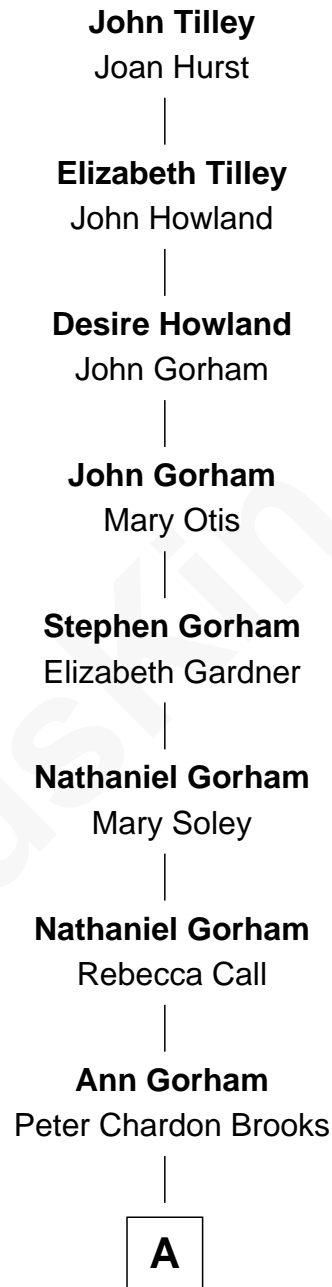 John Tilley
Joan Hurst
Elizabeth Tilley
John Howland
Desire Howland
John Gorham
John Gorham
Mary Otis
Stephen Gorham
Elizabeth Gardner
Nathaniel Gorham
Mary Soley
Nathaniel Gorham
Rebecca Call
Ann Gorham
Peter Chardon Brooks
A